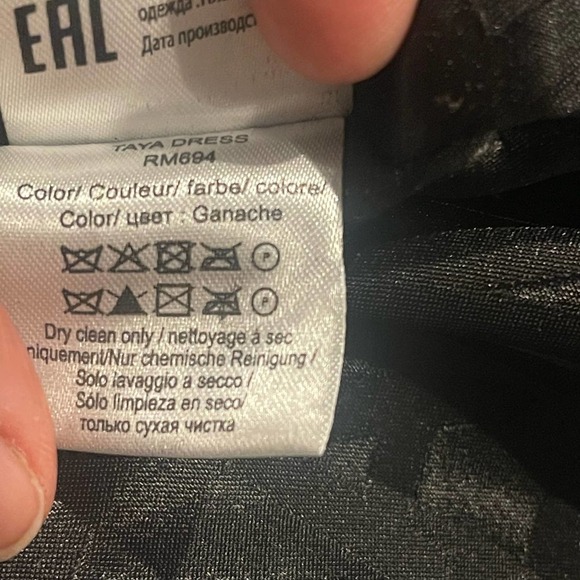 EAC
одежда
Дата производс
TAYA DRESS
RM694
Color/ Couleur/ farbe/ colore/
Color/ цвет : Ganache
P
P
Dry clean only / nettoyage à sec
niquement/Nur chemische Reinigung /
Solo lavaggio a secco /
Sólo limpieza en seco/
только сухая чистка